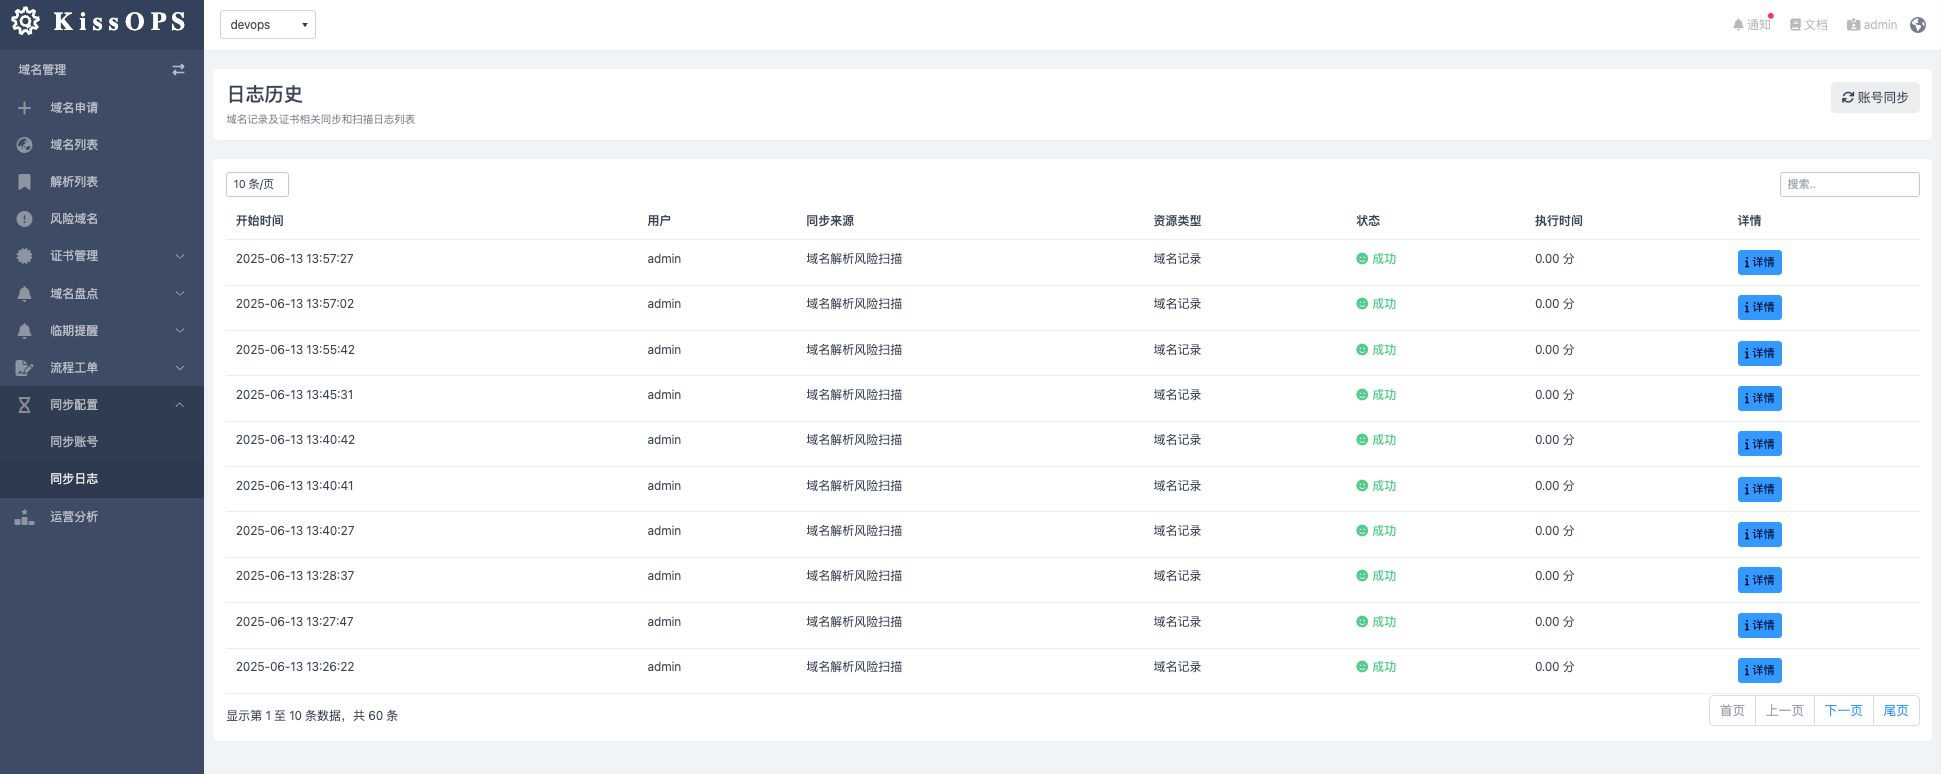 KissOPS
devops
通知
文档
admin
域名管理
域名申请
域名列表
解析列表
风险域名
证书管理
域名盘点
临期提醒
流程工单
同步配置
同步账号
同步日志
运营分析
日志历史
域名记录及证书相关同步和扫描日志列表
账号同步
10 条/页
搜索..
开始时间 用户 同步来源 资源类型 状态 执行时间 详情
2025-06-13 13:57:27 admin 域名解析风险扫描 域名记录 成功 0.00 分 详情
2025-06-13 13:57:02 admin 域名解析风险扫描 域名记录 成功 0.00 分 详情
2025-06-13 13:55:42 admin 域名解析风险扫描 域名记录 成功 0.00 分 详情
2025-06-13 13:45:31 admin 域名解析风险扫描 域名记录 成功 0.00 分 详情
2025-06-13 13:40:42 admin 域名解析风险扫描 域名记录 成功 0.00 分 详情
2025-06-13 13:40:41 admin 域名解析风险扫描 域名记录 成功 0.00 分 详情
2025-06-13 13:40:27 admin 域名解析风险扫描 域名记录 成功 0.00 分 详情
2025-06-13 13:28:37 admin 域名解析风险扫描 域名记录 成功 0.00 分 详情
2025-06-13 13:27:47 admin 域名解析风险扫描 域名记录 成功 0.00 分 详情
2025-06-13 13:26:22 admin 域名解析风险扫描 域名记录 成功 0.00 分 详情
显示第 1 至 10 条数据，共 60 条
首页 上一页 下一页 尾页